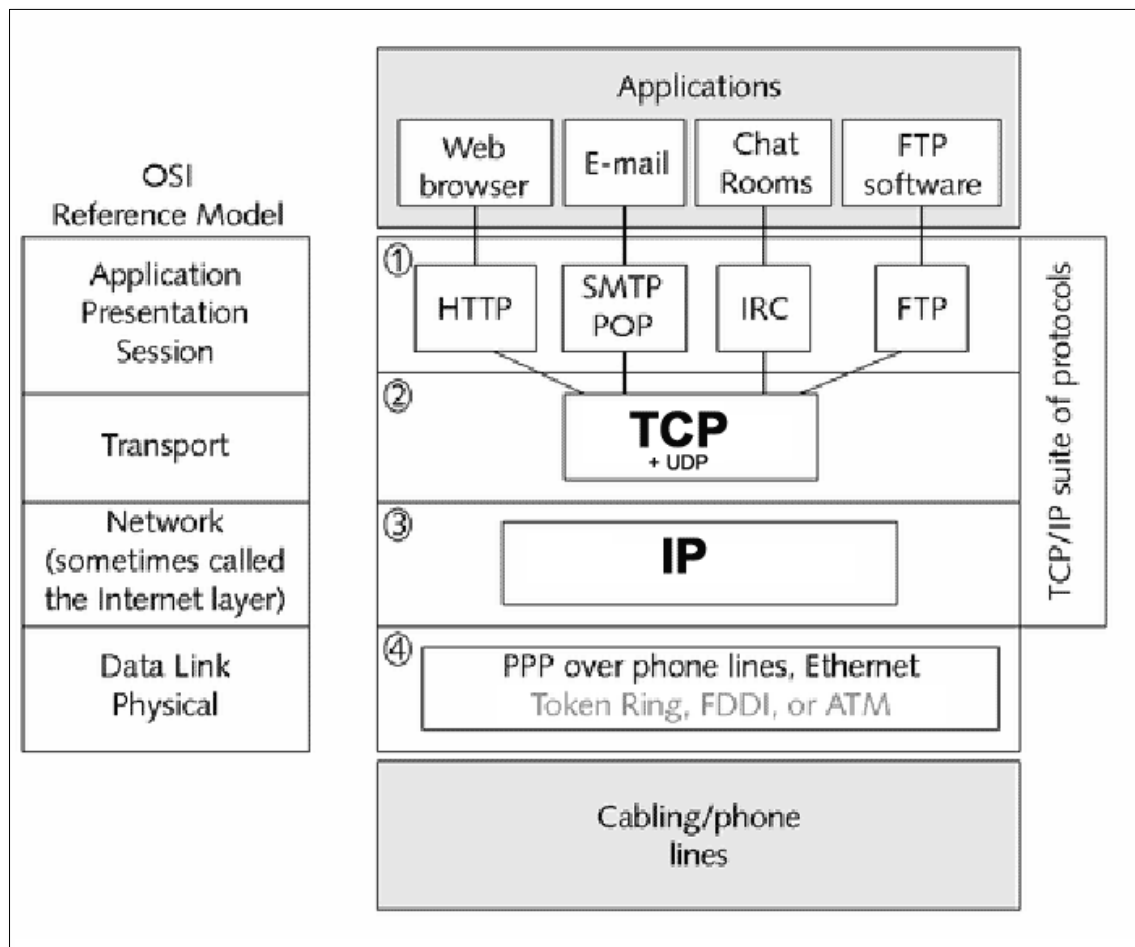 Applications
Web
browser
E-mail
Chat
Rooms
FTP
software
OSI
Reference Model
Application
Presentation
Session
①
HTTP
SMTP
POP
IRC
FTP
TCP/IP suite of protocols
Transport
②
TCP
+ UDP
Network
(sometimes called
the Internet layer)
③
IP
Data Link
Physical
④
PPP over phone lines, Ethernet
Token Ring, FDDI, or ATM
Cabling/phone
lines